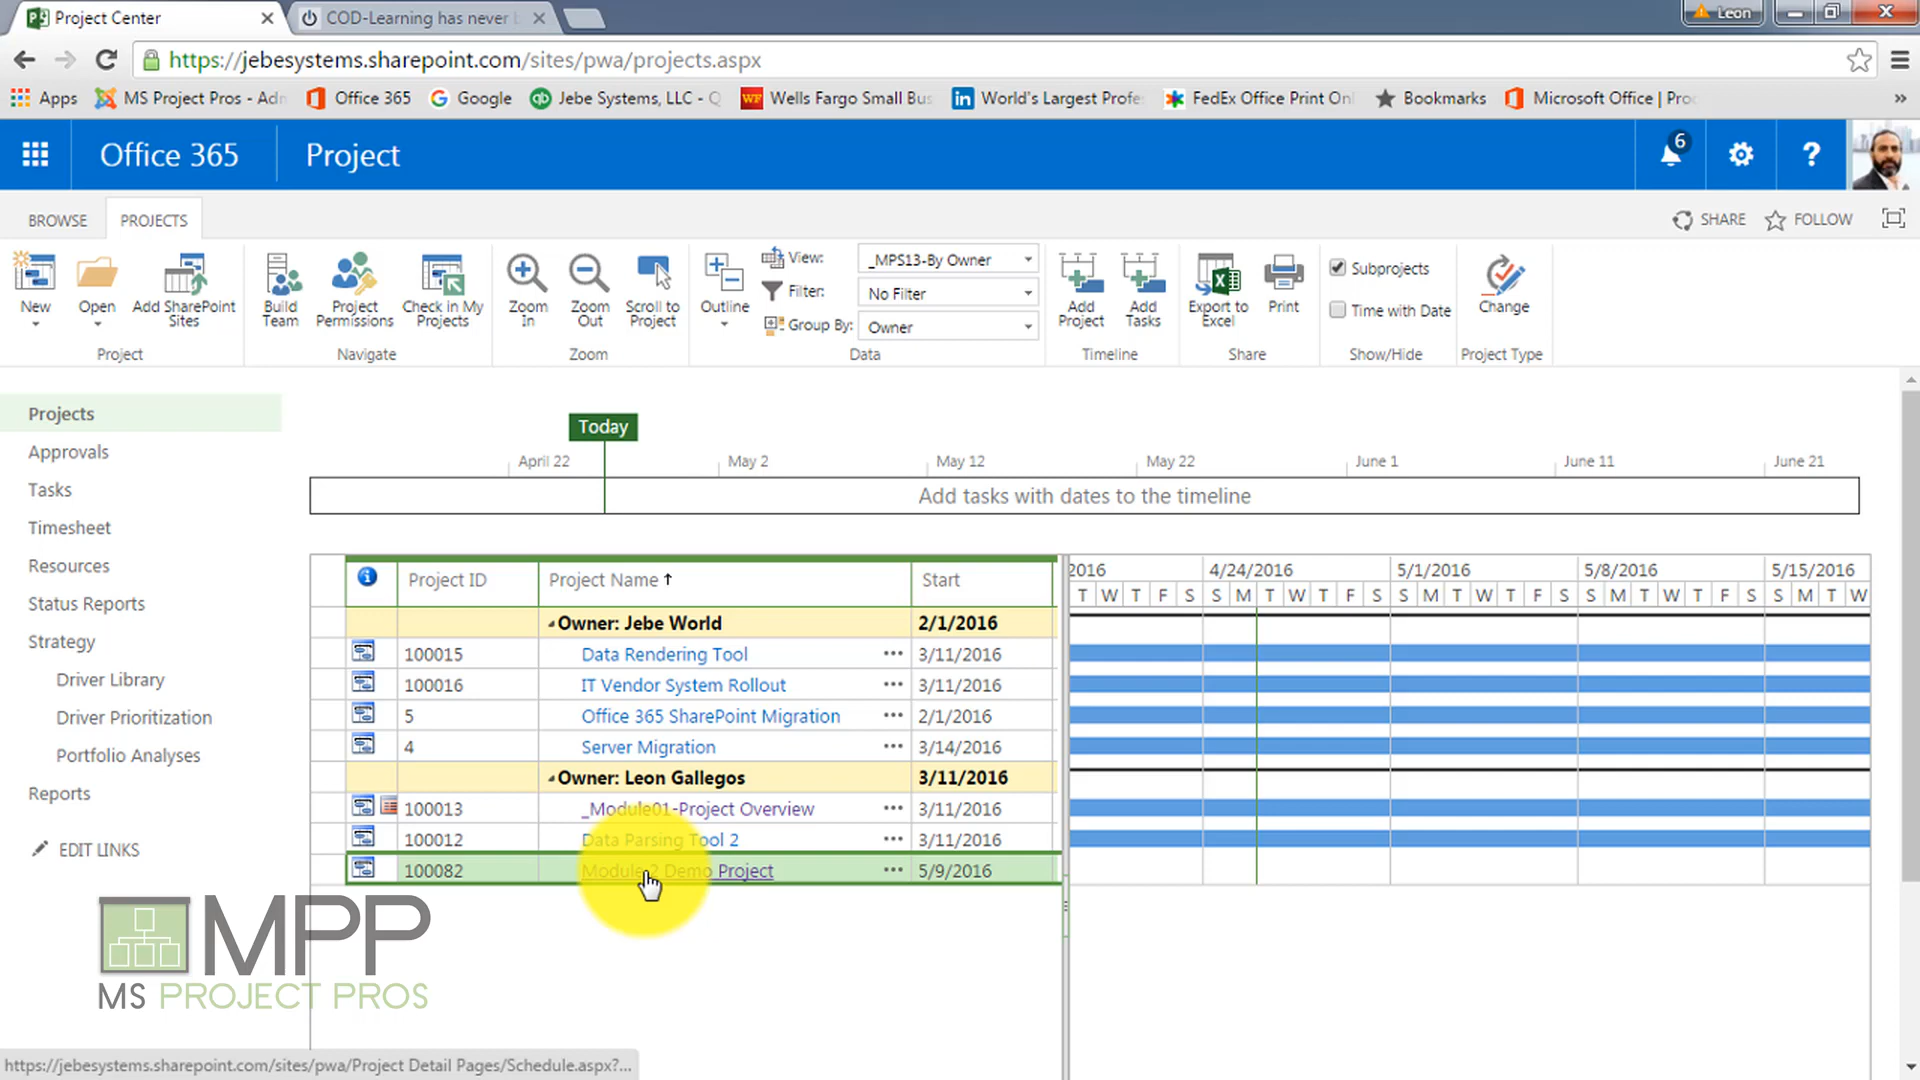 Project Center
COD-Learning has never
Leon
https://jebesystems.sharepoint.com/sites/pwa/projects.aspx
Apps
MS Project Pros - Adn
Office 365
Google
Jebe Systems, LLC - Q
Wells Fargo Small Bus
World's Largest Profe
FedEx Office Print On
Bookmarks
Microsoft Office | Pro
Office 365
Project
6
?
BROWSE
PROJECTS
SHARE
FOLLOW
New
Open
Add SharePoint Sites
Build Team
Project Permissions
Check in My Projects
Zoom In
Zoom Out
Scroll to Project
Outline
View:
_MPS13-By Owner
Filter:
No Filter
Group By:
Owner
Add Project
Add Tasks
Export to Excel
Print
Subprojects
Time with Date
Change
Project
Navigate
Zoom
Data
Timeline
Share
Show/Hide
Project Type
Projects
Approvals
Tasks
Timesheet
Resources
Status Reports
Strategy
Driver Library
Driver Prioritization
Portfolio Analyses
Reports
EDIT LINKS
Today
April 22 May 2 May 12 May 22 June 1 June 11 June 21
Add tasks with dates to the timeline
Project ID Project Name ↑ Start
Owner: Jebe World 2/1/2016
100015 Data Rendering Tool ••• 3/11/2016
100016 IT Vendor System Rollout ••• 3/11/2016
5 Office 365 SharePoint Migration ••• 2/1/2016
4 Server Migration ••• 3/14/2016
Owner: Leon Gallegos 3/11/2016
100013 _Module01-Project Overview ••• 3/11/2016
100012 Data Parsing Tool 2 ••• 3/11/2016
100082 Module 2 Demo Project ••• 5/9/2016
2016 4/24/2016 5/1/2016 5/8/2016 5/15/2016
T W T F S S M T W T F S S M T W T F S S M T W T F S S M T W
MPP
MS PROJECT PROS
https://jebesystems.sharepoint.com/sites/pwa/Project Detail Pages/Schedule.aspx?...